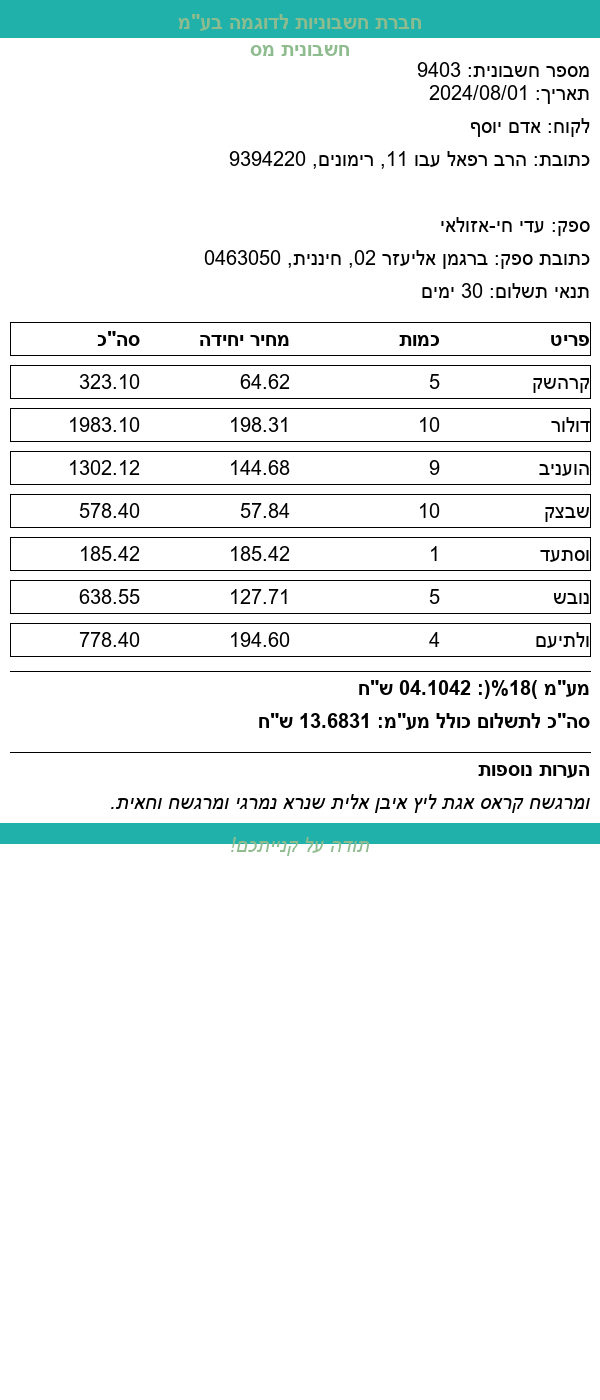 חברת חשבוניות לדוגמה בע"מ
חשבונית מס
מספר חשבונית: 9403
תאריך: 2024/08/01
לקוח: אדם יוסף
כתובת: הרב רפאל עבו 11, רימונים, 9394220
ספק: עדי חי-אזולאי
כתובת ספק: ברגמן אליעזר 02, חיננית, 0463050
תנאי תשלום: 30 ימים
פריט כמות מחיר יחידה סה"כ
קרהשק 5 64.62 323.10
דולור 10 198.31 1983.10
הועניב 9 144.68 1302.12
שבצק 10 57.84 578.40
וסתעד 1 185.42 185.42
נובש 5 127.71 638.55
ולתיעם 4 194.60 778.40
מע"מ )18%(: 04.1042 ש"ח
סה"כ לתשלום כולל מע"מ: 13.6831 ש"ח
הערות נוספות
ומרגשח קראס אגת ליץ איבן אלית שנרא נמרגי ומרגשח וחאית.
תודה על קנייתכם!